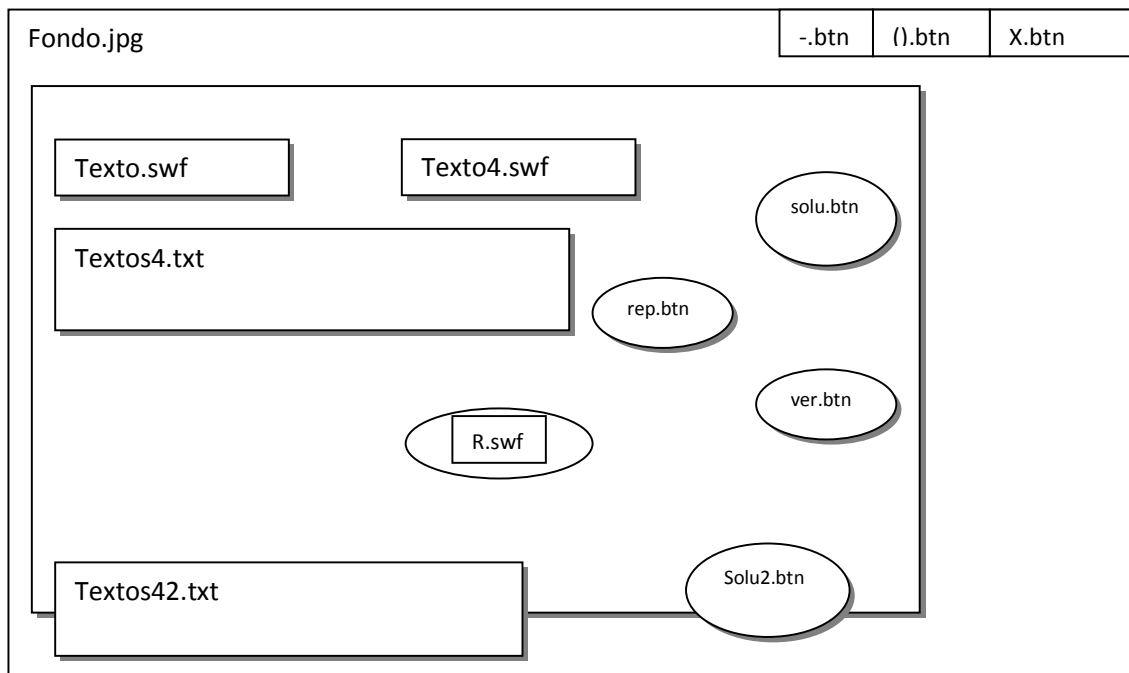 Fondo.jpg
-.btn
().btn
X.btn
Texto.swf
Texto4.swf
solu.btn
Textos4.txt
rep.btn
ver.btn
R.swf
Textos42.txt
Solu2.btn